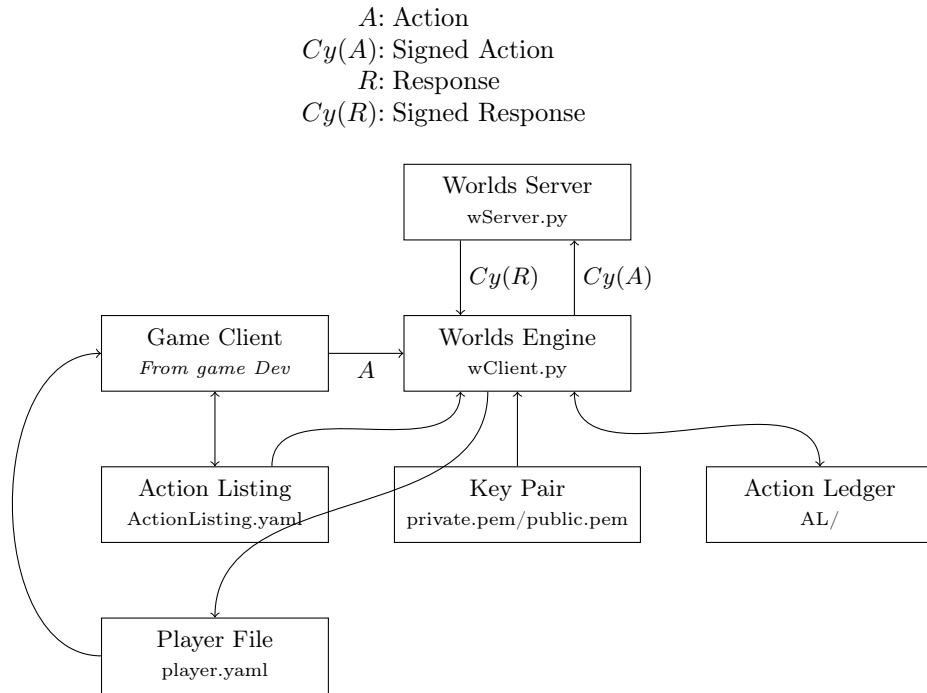 A: Action
Cy(A): Signed Action
R: Response
Cy(R): Signed Response
Worlds Server
wServer.py
Cy(R)
Cy(A)
Game Client
From game Dev
A
Worlds Engine
wClient.py
Action Listing
ActionListing.yaml
Key Pair
private.pem/public.pem
Action Ledger
AL/
Player File
player.yaml